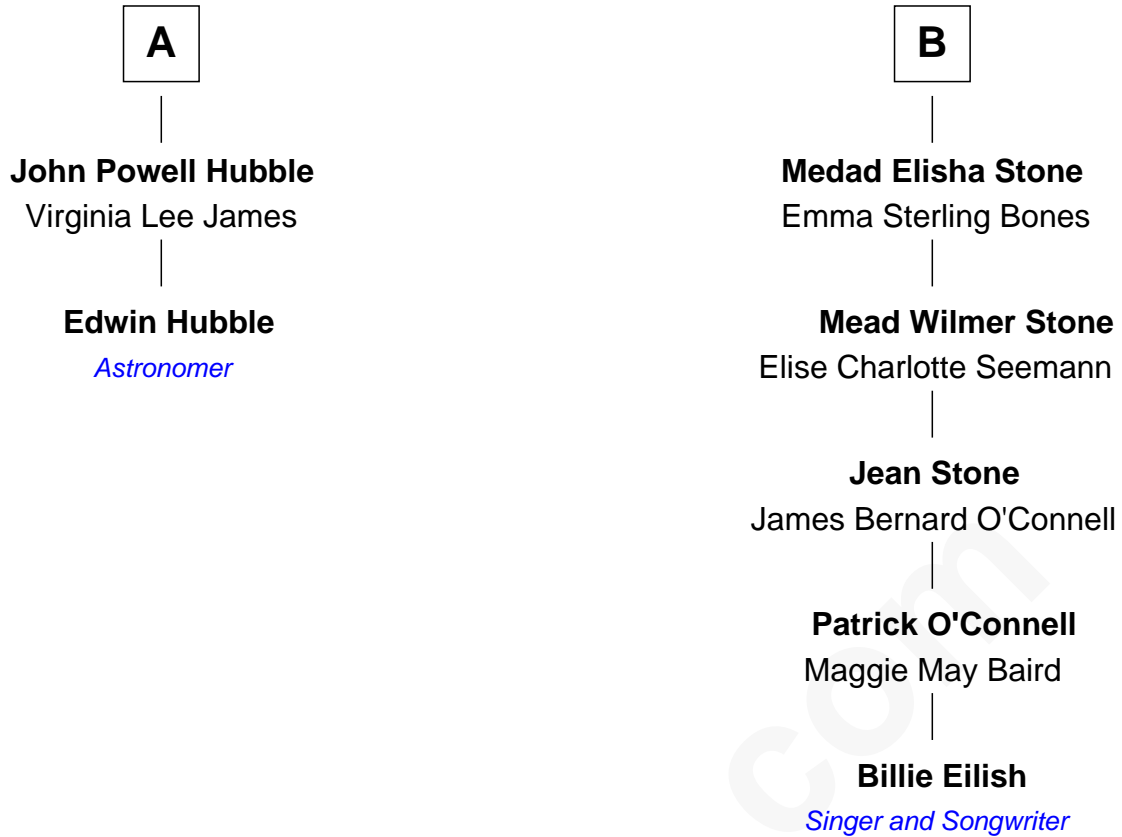 A
John Powell Hubble
Virginia Lee James
Edwin Hubble
Astronomer
B
Medad Elisha Stone
Emma Sterling Bones
Mead Wilmer Stone
Elise Charlotte Seemann
Jean Stone
James Bernard O'Connell
Patrick O'Connell
Maggie May Baird
Billie Eilish
Singer and Songwriter
com